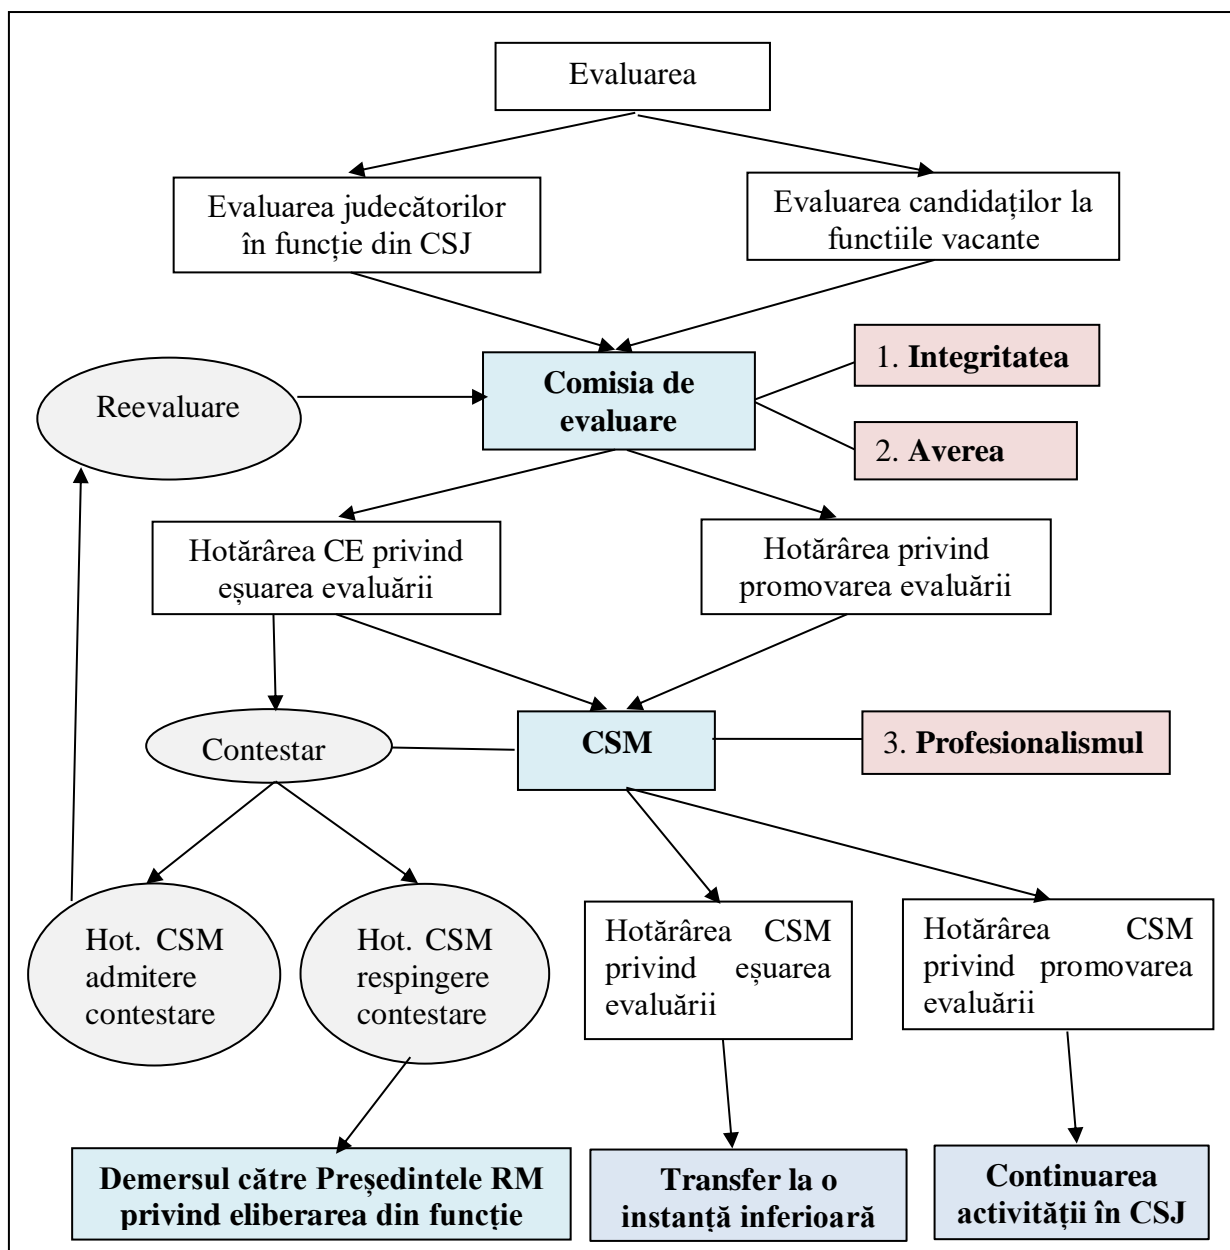 Evaluarea
Evaluarea judecătorilor
în funcție din CSJ
Evaluarea candidaților la
functiile vacante
1. Integritatea
Comisia de
evaluare
Reevaluare
2. Averea
Hotărârea CE privind
eșuarea evaluării
Hotărârea privind
promovarea evaluării
Contestar
CSM
3. Profesionalismul
Hot. CSM
admitere
contestare
Hot. CSM
respingere
contestare
Hotărârea CSM
privind eșuarea
evaluării
Hotărârea CSM
privind promovarea
evaluării
Demersul către Președintele RM
privind eliberarea din funcție
Transfer la o
instanță inferioară
Continuarea
activității în CSJ